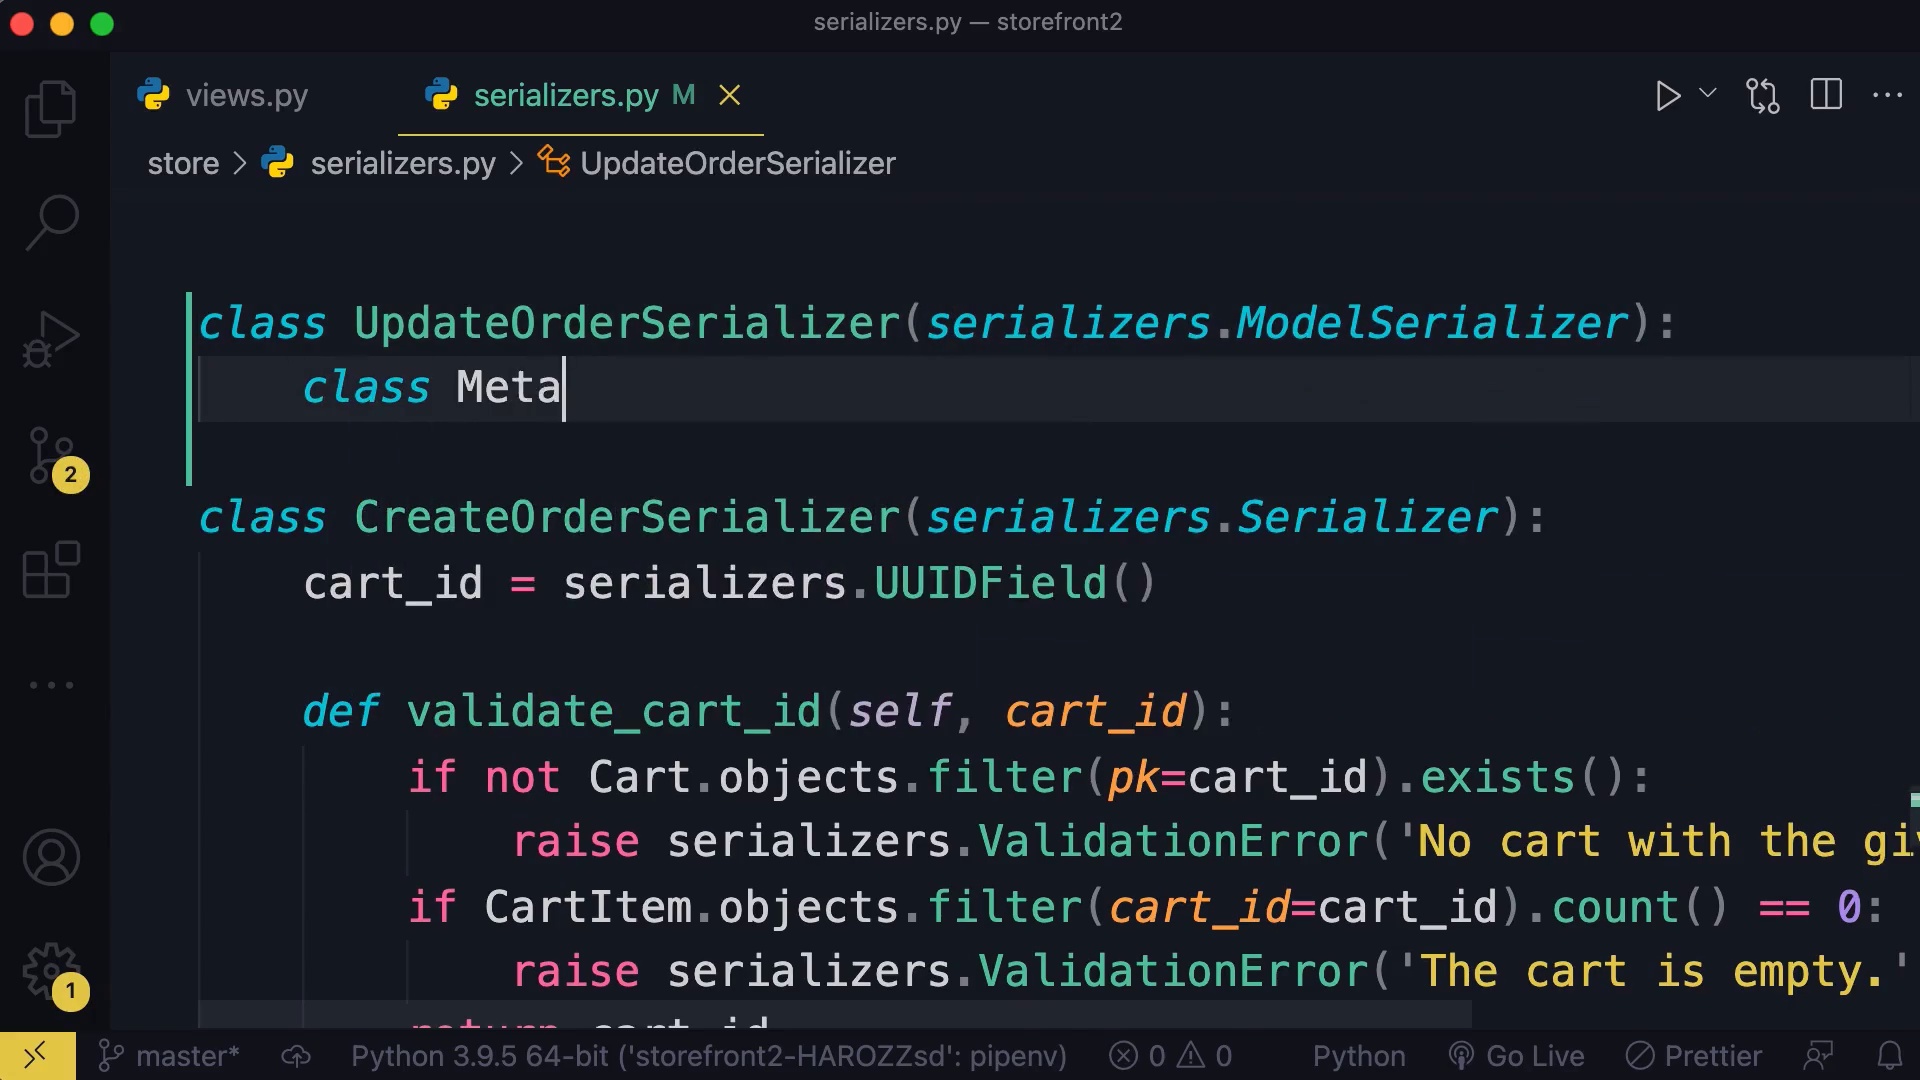 serializers.py — storefront2
views.py
serializers.py M
store > serializers.py > UpdateOrderSerializer
class UpdateOrderSerializer(serializers.ModelSerializer):
class Meta
class CreateOrderSerializer(serializers.Serializer):
cart_id = serializers.UUIDField()
def validate_cart_id(self, cart_id):
if not Cart.objects.filter(pk=cart_id).exists():
raise serializers.ValidationError('No cart with the
if CartItem.objects.filter(cart_id=cart_id).count() == 0:
raise serializers.ValidationError('The cart is empty.'
return cart_id
2
1
master* Python 3.9.5 64-bit ('storefront2-HAROZZsd': pipenv) 0 0 Python Go Live Prettier